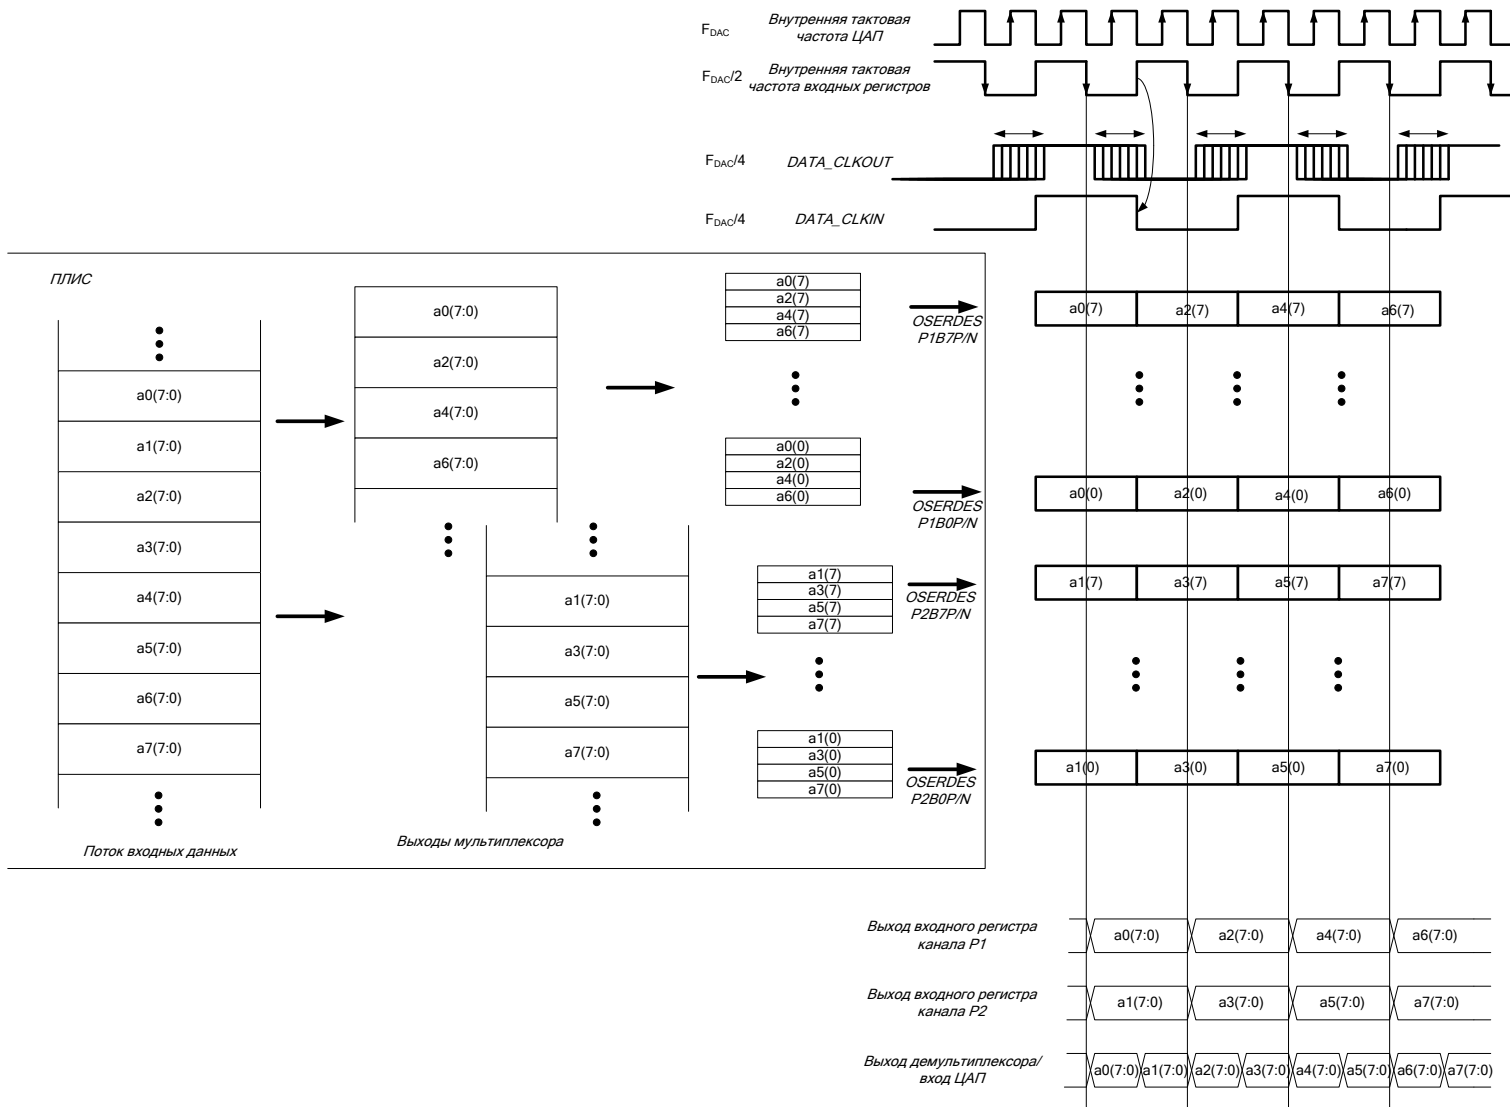 F_DAC Внутренняя тактовая
частота ЦАП
F_DAC/2 Внутренняя тактовая
частота входных регистров
F_DAC/4 DATA_CLKOUT
F_DAC/4 DATA_CLKIN
ПЛИС
a0(7:0)
a1(7:0)
a2(7:0)
a3(7:0)
a4(7:0)
a5(7:0)
a6(7:0)
a7(7:0)
Поток входных данных
a0(7:0)
a2(7:0)
a4(7:0)
a6(7:0)
a1(7:0)
a3(7:0)
a5(7:0)
a7(7:0)
Выходы мультиплексора
a0(7)
a2(7)
a4(7)
a6(7)
OSERDES
P1B7P/N
a0(7) a2(7) a4(7) a6(7)
a0(0)
a2(0)
a4(0)
a6(0)
OSERDES
P1B0P/N
a0(0) a2(0) a4(0) a6(0)
a1(7)
a3(7)
a5(7)
a7(7)
OSERDES
P2B7P/N
a1(7) a3(7) a5(7) a7(7)
a1(0)
a3(0)
a5(0)
a7(0)
OSERDES
P2B0P/N
a1(0) a3(0) a5(0) a7(0)
Выход входного регистра
канала P1
a0(7:0) a2(7:0) a4(7:0) a6(7:0)
Выход входного регистра
канала P2
a1(7:0) a3(7:0) a5(7:0) a7(7:0)
Выход демультиплексора/
вход ЦАП
a0(7:0) a1(7:0) a2(7:0) a3(7:0) a4(7:0) a5(7:0) a6(7:0) a7(7:0)